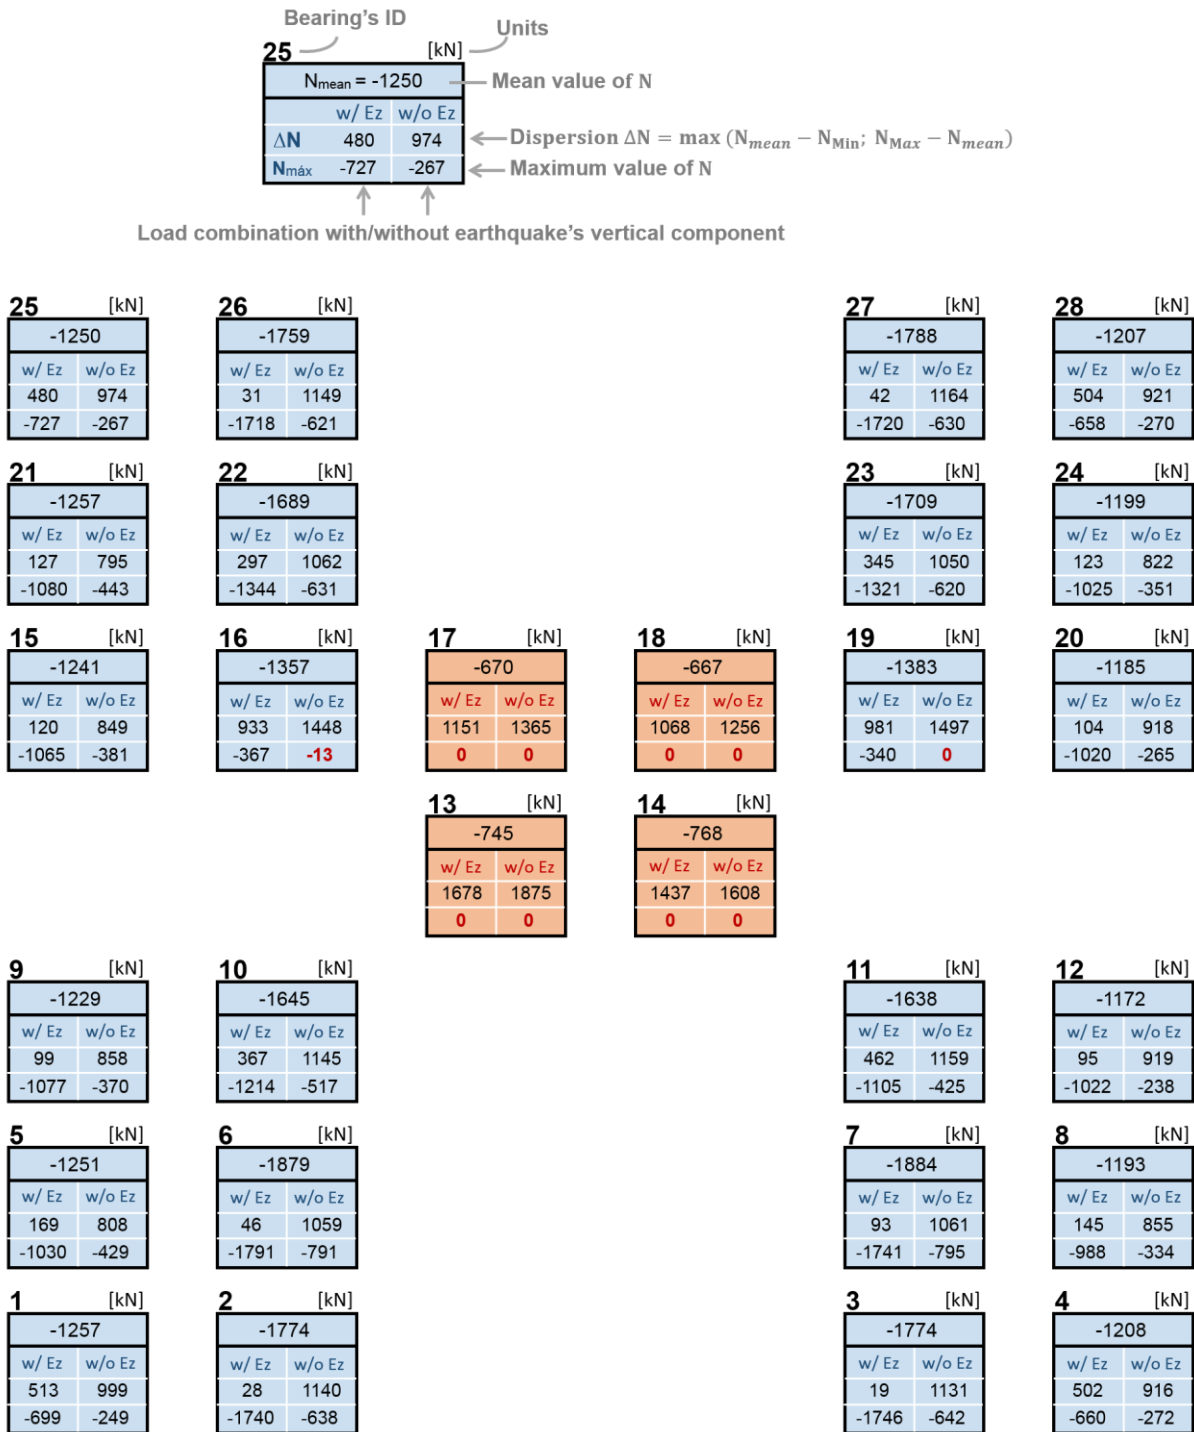 Bearing's ID
Units
25 [kN]
Nmean = -1250
Mean value of N
w/ Ez w/o Ez
ΔN 480 974
Dispersion ΔN = max (Nmean − NMin; NMax − Nmean)
Nmáx -727 -267
Maximum value of N
Load combination with/without earthquake's vertical component
25 [kN] 26 [kN] 27 [kN] 28 [kN]
-1250 -1759 -1788 -1207
w/ Ez w/o Ez w/ Ez w/o Ez w/ Ez w/o Ez w/ Ez w/o Ez
480 974 31 1149 42 1164 504 921
-727 -267 -1718 -621 -1720 -630 -658 -270
21 [kN] 22 [kN] 23 [kN] 24 [kN]
-1257 -1689 -1709 -1199
w/ Ez w/o Ez w/ Ez w/o Ez w/ Ez w/o Ez w/ Ez w/o Ez
127 795 297 1062 345 1050 123 822
-1080 -443 -1344 -631 -1321 -620 -1025 -351
15 [kN] 16 [kN] 17 [kN] 18 [kN] 19 [kN] 20 [kN]
-1241 -1357 -670 -667 -1383 -1185
w/ Ez w/o Ez w/ Ez w/o Ez w/ Ez w/o Ez w/ Ez w/o Ez w/ Ez w/o Ez w/ Ez w/o Ez
120 849 933 1448 1151 1365 1068 1256 981 1497 104 918
-1065 -381 -367 -13 0 0 0 0 -340 0 -1020 -265
13 [kN] 14 [kN]
-745 -768
w/ Ez w/o Ez w/ Ez w/o Ez
1678 1875 1437 1608
0 0 0 0
9 [kN] 10 [kN] 11 [kN] 12 [kN]
-1229 -1645 -1638 -1172
w/ Ez w/o Ez w/ Ez w/o Ez w/ Ez w/o Ez w/ Ez w/o Ez
99 858 367 1145 462 1159 95 919
-1077 -370 -1214 -517 -1105 -425 -1022 -238
5 [kN] 6 [kN] 7 [kN] 8 [kN]
-1251 -1879 -1884 -1193
w/ Ez w/o Ez w/ Ez w/o Ez w/ Ez w/o Ez w/ Ez w/o Ez
169 808 46 1059 93 1061 145 855
-1030 -429 -1791 -791 -1741 -795 -988 -334
1 [kN] 2 [kN] 3 [kN] 4 [kN]
-1257 -1774 -1774 -1208
w/ Ez w/o Ez w/ Ez w/o Ez w/ Ez w/o Ez w/ Ez w/o Ez
513 999 28 1140 19 1131 502 916
-699 -249 -1740 -638 -1746 -642 -660 -272